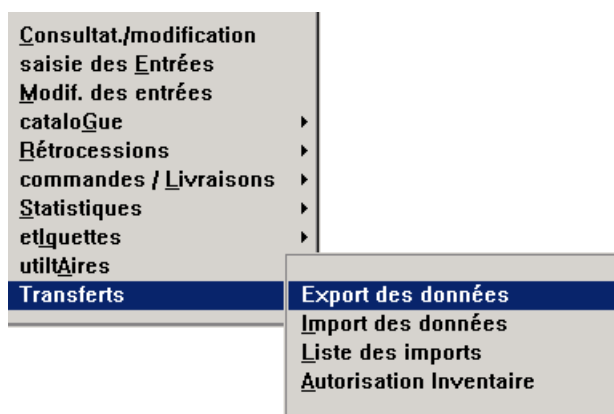 Consultat./modification
saisie des Entrées
Modif. des entrées
cataloGue
Rétrocessions
commandes / Livraisons
Statistiques
etIquettes
utiltAires
Transferts
Export des données
Import des données
Liste des imports
Autorisation Inventaire